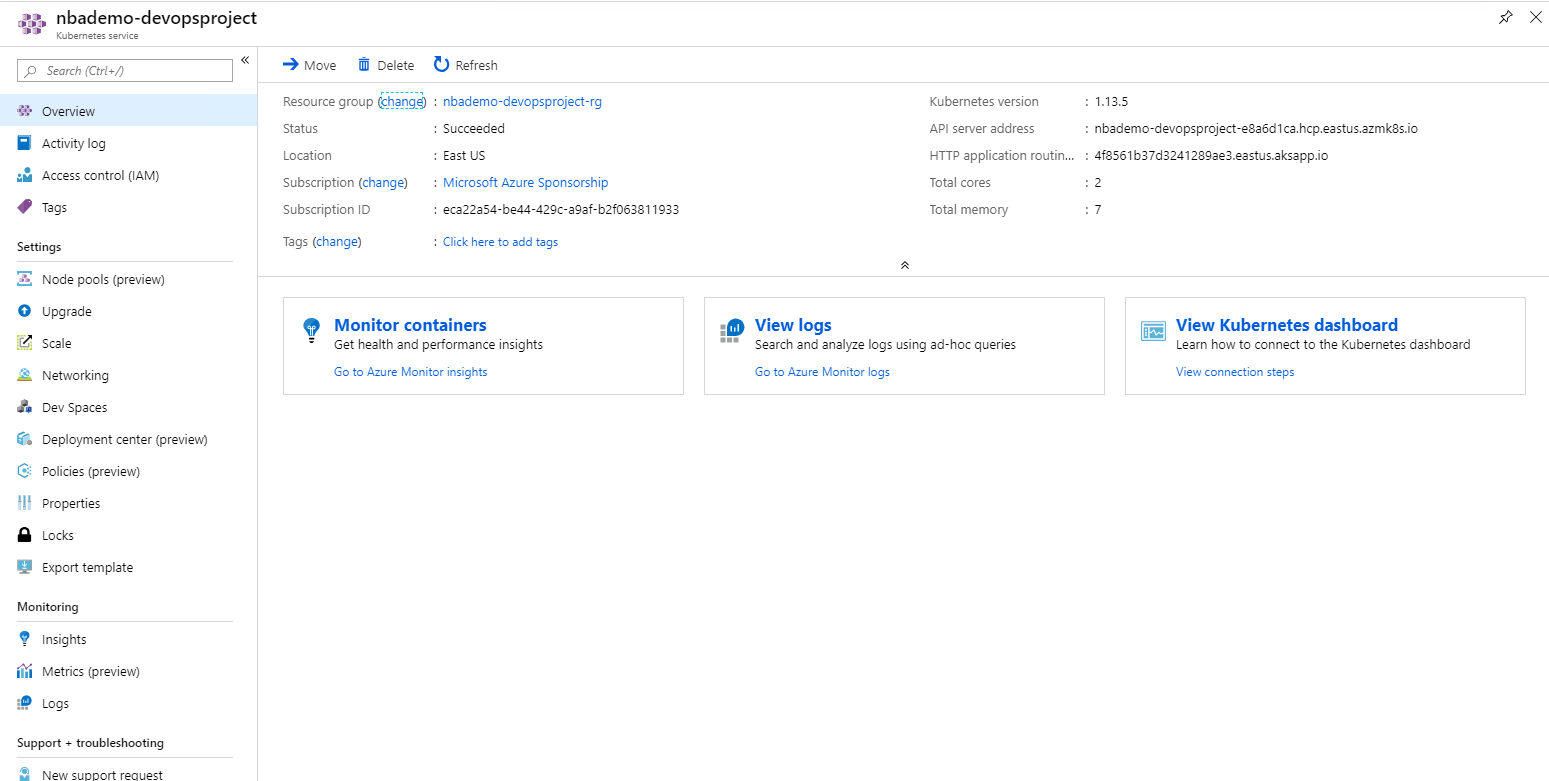 nbademo-devopsproject
Kubernetes service
Search (Ctrl+/)
«
Overview
Activity log
Access control (IAM)
Tags
Settings
Node pools (preview)
Upgrade
Scale
Networking
Dev Spaces
Deployment center (preview)
Policies (preview)
Properties
Locks
Export template
Monitoring
Insights
Metrics (preview)
Logs
Support + troubleshooting
New support request
Move Delete Refresh
Resource group (change) : nbademo-devopsproject-rg
Status : Succeeded
Location : East US
Subscription (change) : Microsoft Azure Sponsorship
Subscription ID : eca22a54-be44-429c-a9af-b2f063811933
Tags (change) : Click here to add tags
Kubernetes version : 1.13.5
API server address : nbademo-devopsproject-e8a6d1ca.hcp.eastus.azmk8s.io
HTTP application routin... : 4f8561b37d3241289ae3.eastus.aksapp.io
Total cores : 2
Total memory : 7
Monitor containers
Get health and performance insights
Go to Azure Monitor insights
View logs
Search and analyze logs using ad-hoc queries
Go to Azure Monitor logs
View Kubernetes dashboard
Learn how to connect to the Kubernetes dashboard
View connection steps